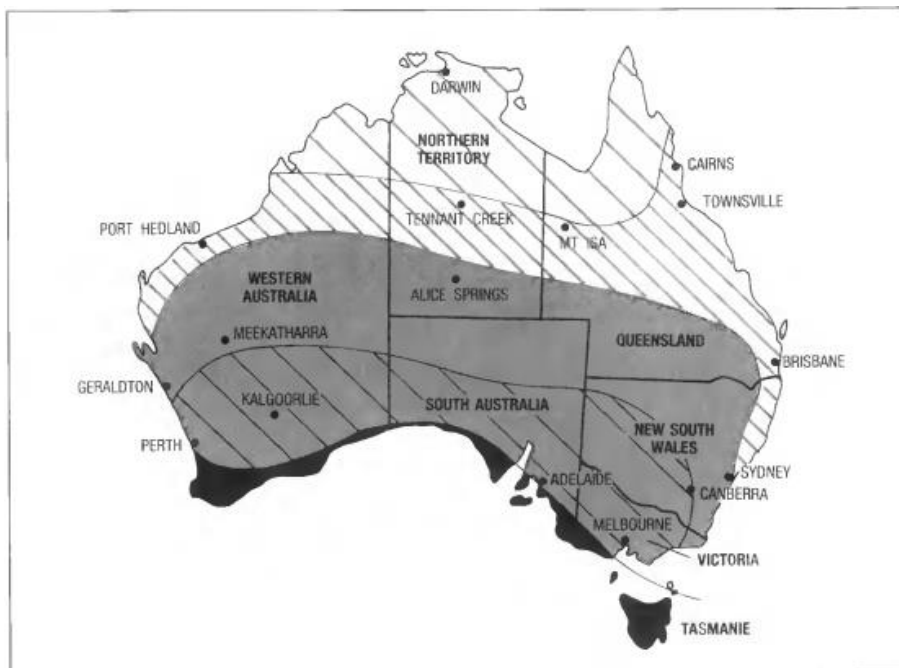 DARWIN
NORTHERN
TERRITORY
CAIRNS
TENNANT CREEK
TOWNSVILLE
MT ISA
PORT HEDLAND
WESTERN
AUSTRALIA
ALICE SPRINGS
MEEKATHARRA
QUEENSLAND
BRISBANE
GERALDTON
KALGOORLIE
SOUTH AUSTRALIA
NEW SOUTH
WALES
PERTH
SYDNEY
ADELAIDE
CANBERRA
MELBOURNE
VICTORIA
TASMANIE